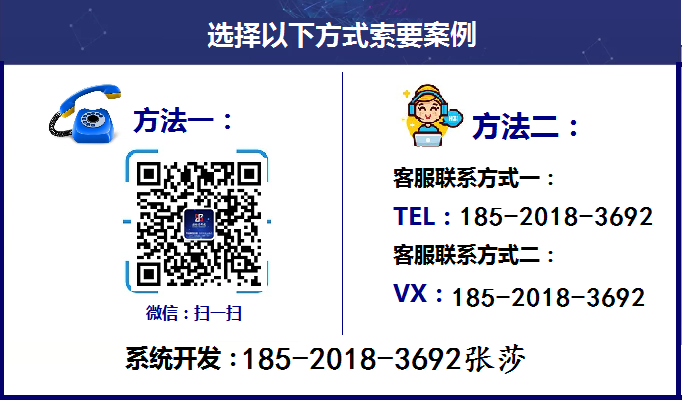 选择以下方式索要案例
方法一：
微信：扫一扫
HI!
方法二：
客服联系方式一：
TEL：185-2018-3692
客服联系方式二：
VX：185-2018-3692
系统开发：185-2018-3692张莎